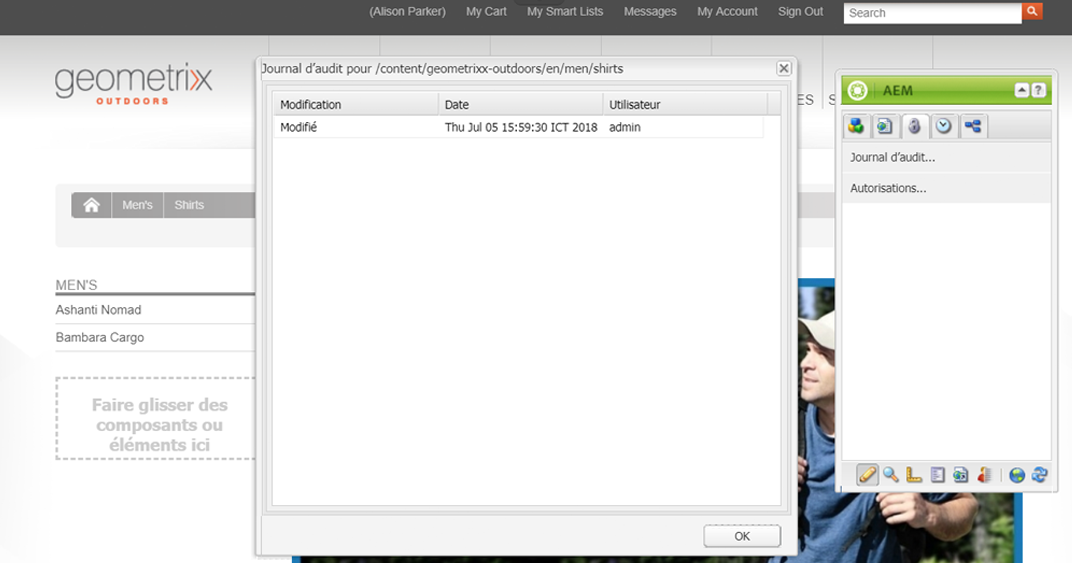 (Alison Parker) My Cart My Smart Lists Messages My Account Sign Out Search
geometrixx
OUTDOORS
Journal d'audit pour /content/geometrixx-outdoors/en/men/shirts
ES S
AEM
?
Modification Date Utilisateur
Modifié Thu Jul 05 15:59:30 ICT 2018 admin
Journal d'audit...
Autorisations...
Men's Shirts
MEN'S
Ashanti Nomad
Bambara Cargo
Faire glisser des
composants ou
éléments ici
OK